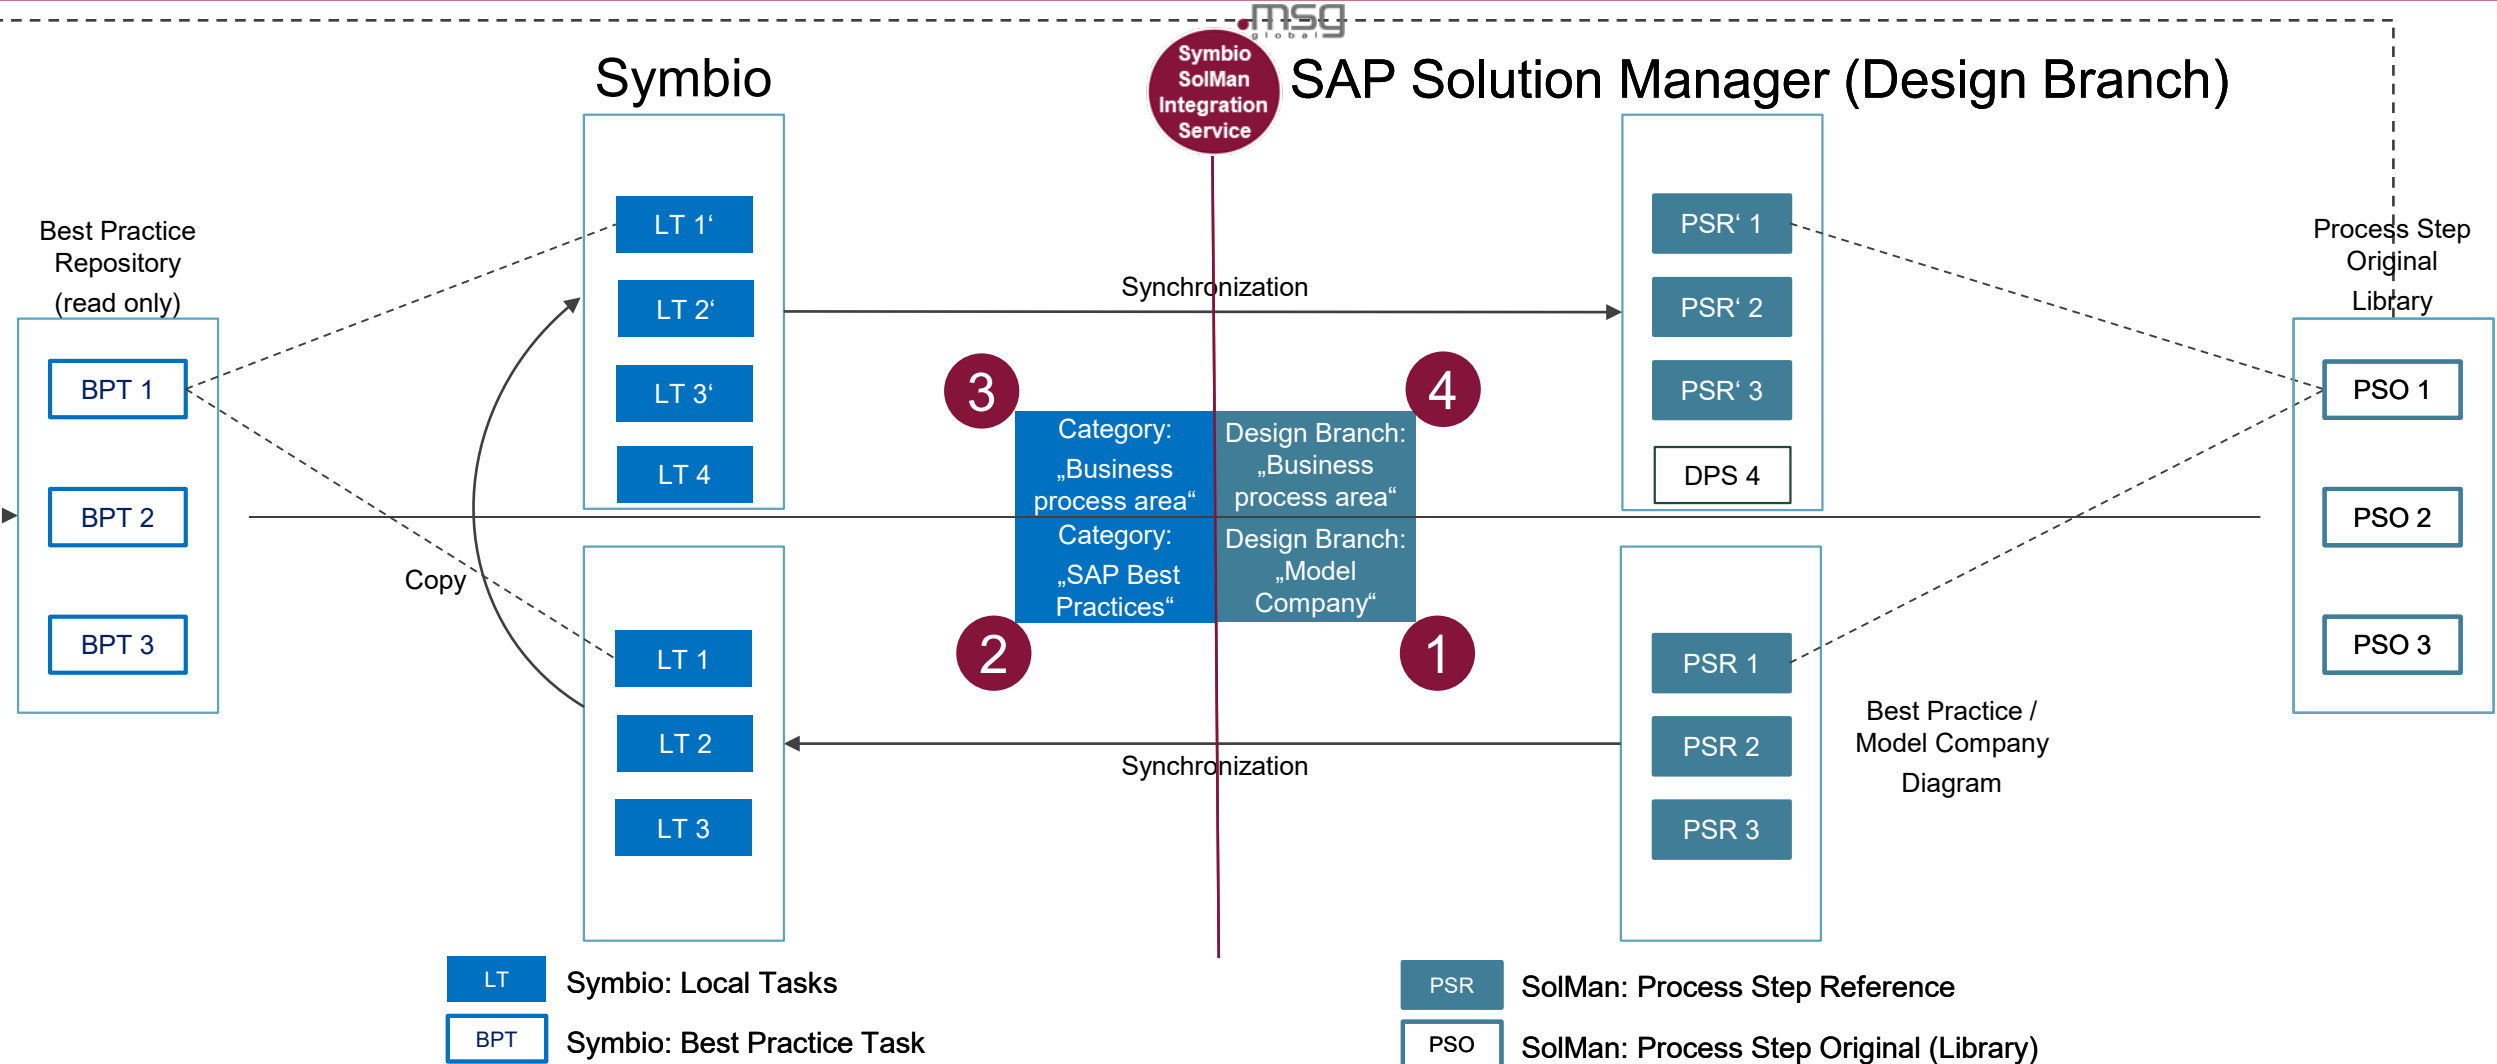 .msg
global
Symbio
SolMan
Integration
Service
Symbio
SAP Solution Manager (Design Branch)
Best Practice
Repository
(read only)
BPT 1
BPT 2
BPT 3
LT 1‘
LT 2‘
LT 3‘
LT 4
Synchronization
PSR‘ 1
PSR‘ 2
PSR‘ 3
DPS 4
Process Step
Original
Library
PSO 1
PSO 2
PSO 3
3
4
Category:
„Business
process area“
Design Branch:
„Business
process area“
Category:
„SAP Best
Practices“
Design Branch:
„Model
Company“
2
1
Copy
LT 1
LT 2
LT 3
Synchronization
PSR 1
PSR 2
PSR 3
Best Practice /
Model Company
Diagram
LT
Symbio: Local Tasks
BPT
Symbio: Best Practice Task
PSR
SolMan: Process Step Reference
PSO
SolMan: Process Step Original (Library)